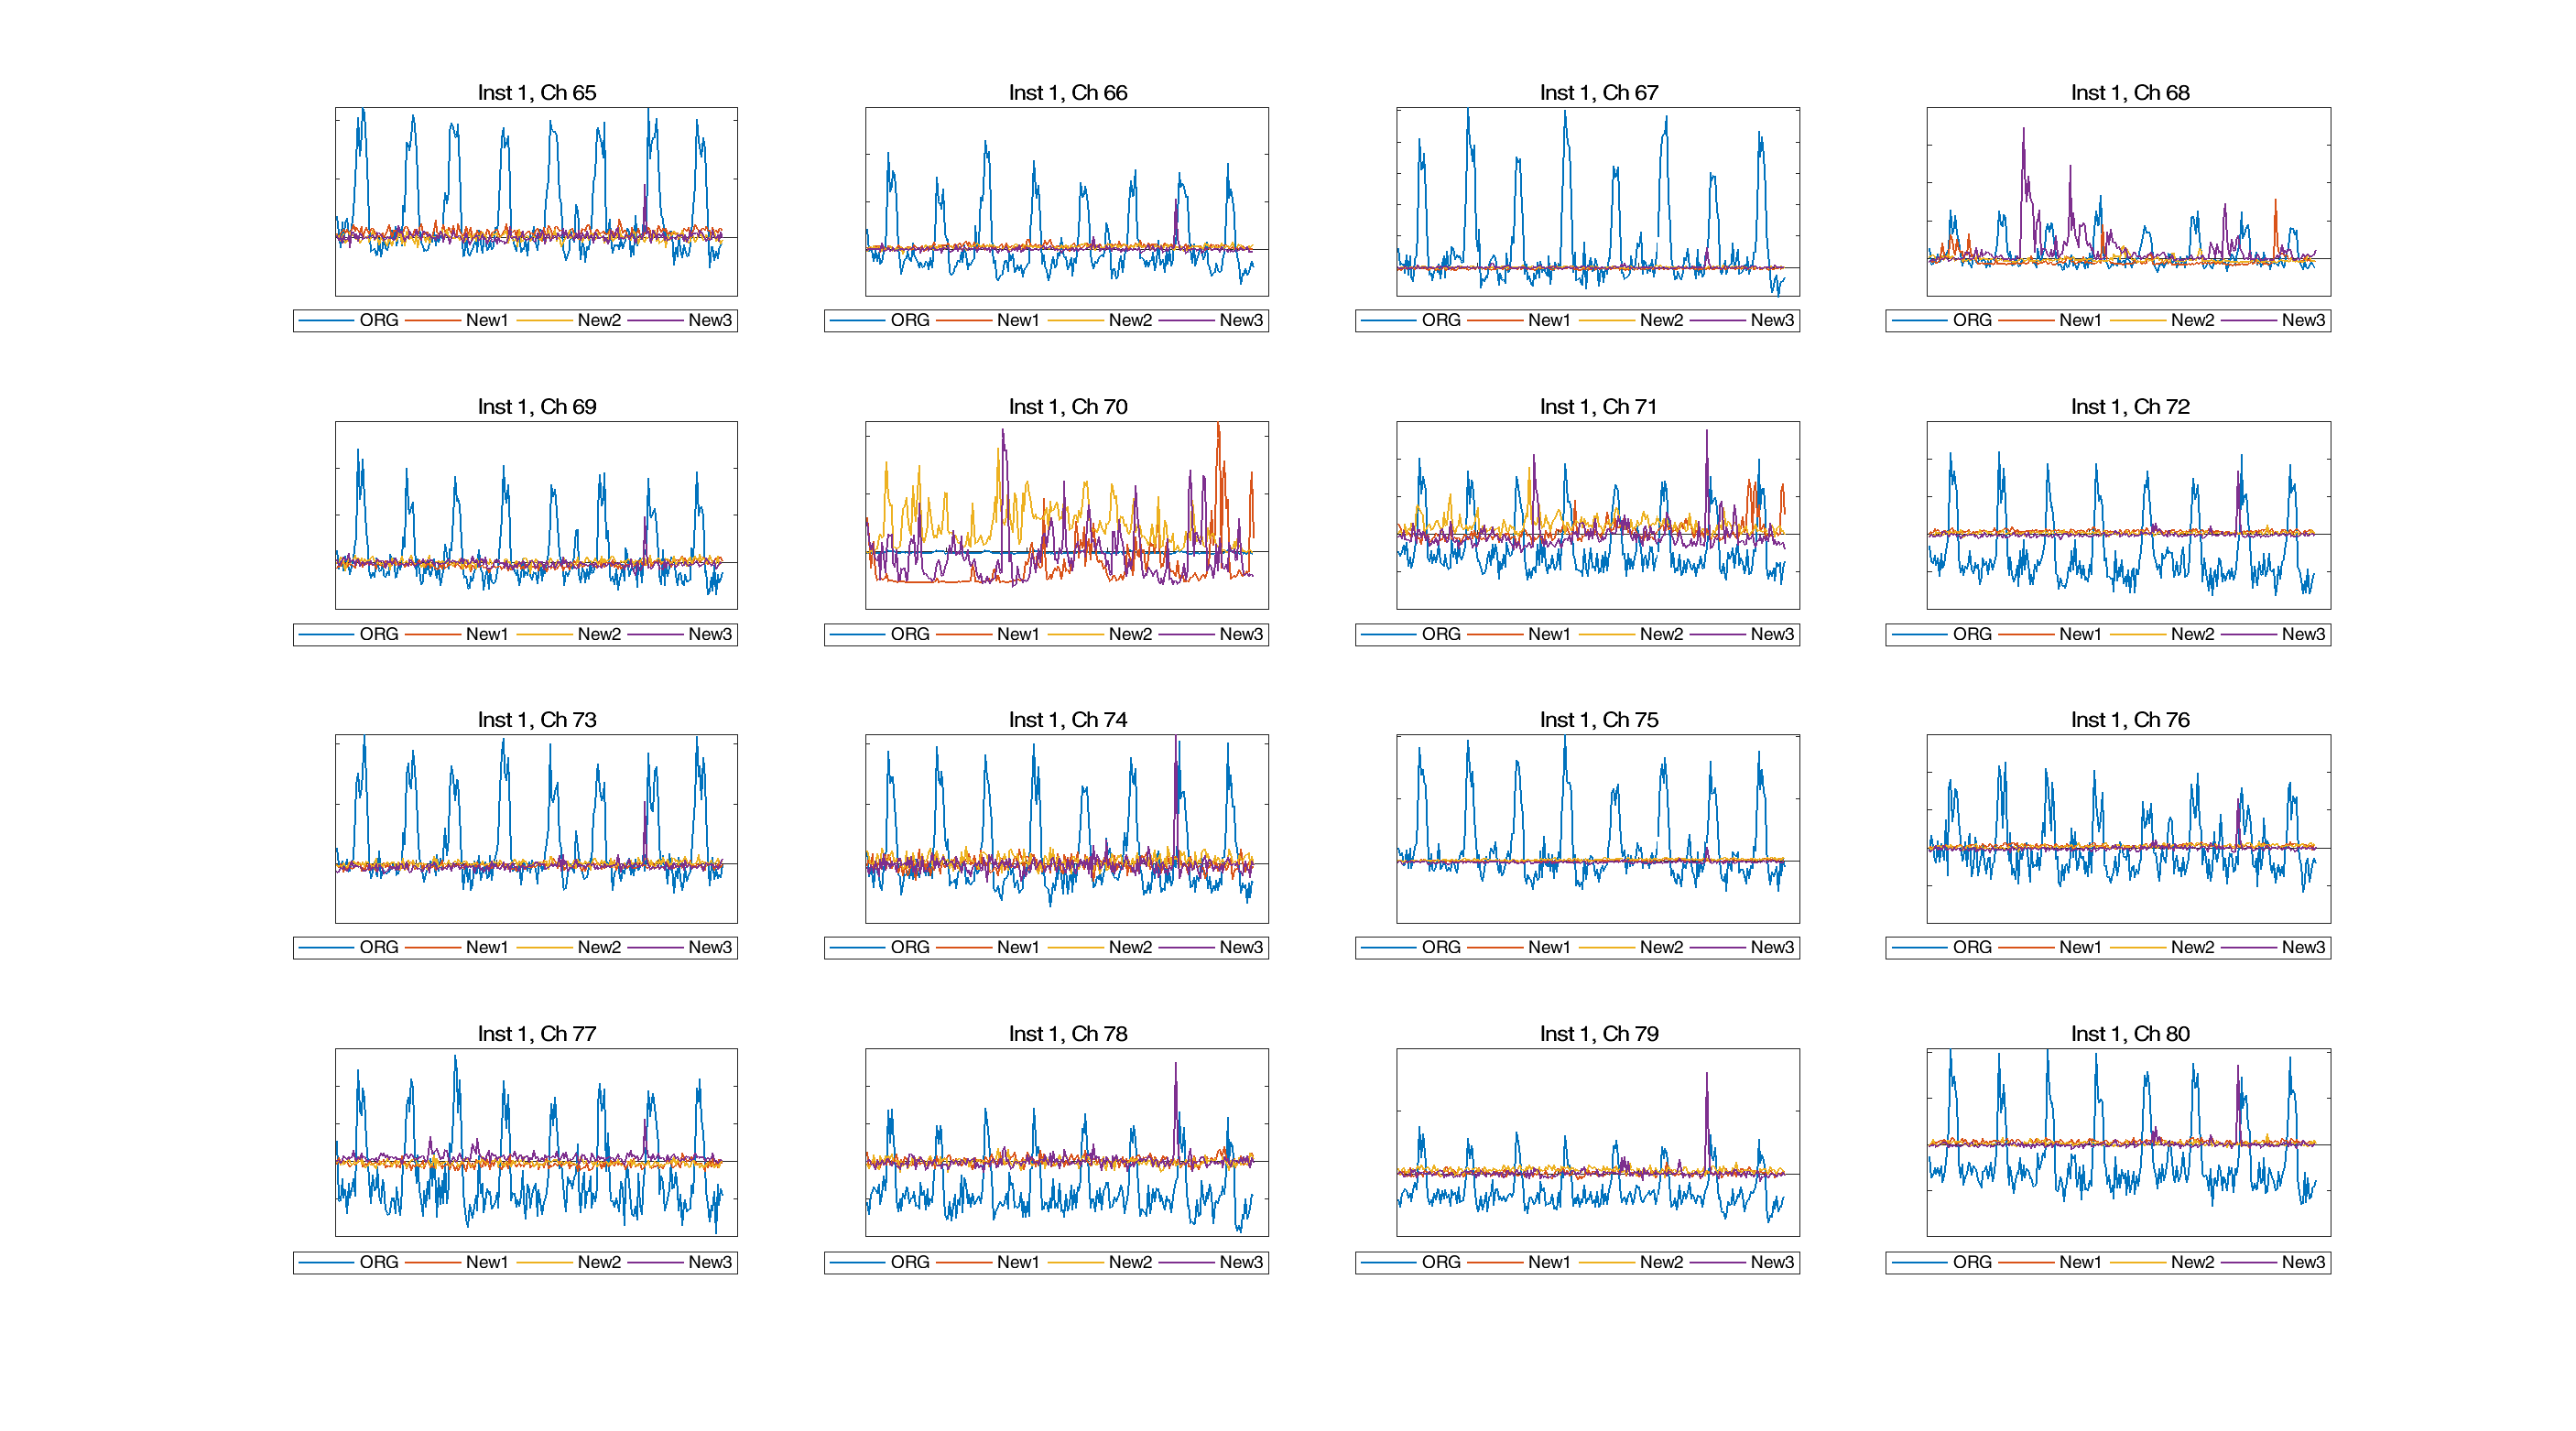 Inst 1, Ch 65 Inst 1, Ch 66 Inst 1, Ch 67 Inst 1, Ch 68
ORG New1 New2 New3 ORG New1 New2 New3 ORG New1 New2 New3 ORG New1 New2 New3
Inst 1, Ch 69 Inst 1, Ch 70 Inst 1, Ch 71 Inst 1, Ch 72
ORG New1 New2 New3 ORG New1 New2 New3 ORG New1 New2 New3 ORG New1 New2 New3
Inst 1, Ch 73 Inst 1, Ch 74 Inst 1, Ch 75 Inst 1, Ch 76
ORG New1 New2 New3 ORG New1 New2 New3 ORG New1 New2 New3 ORG New1 New2 New3
Inst 1, Ch 77 Inst 1, Ch 78 Inst 1, Ch 79 Inst 1, Ch 80
ORG New1 New2 New3 ORG New1 New2 New3 ORG New1 New2 New3 ORG New1 New2 New3